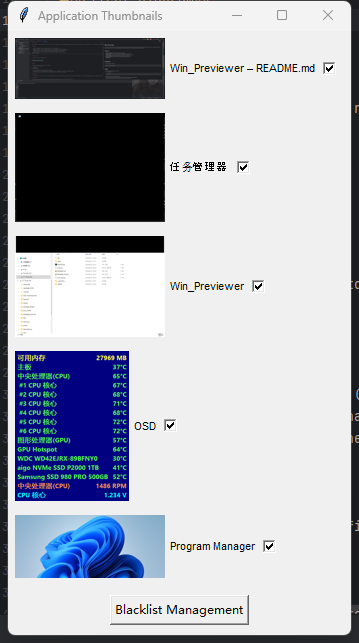 Application Thumbnails
Win_Previewer – README.md
任务管理器
Win_Previewer
可用内存 27969 MB
主板 37°C
中央处理器(CPU) 65°C
#1 CPU 核心 67°C
#2 CPU 核心 68°C
#3 CPU 核心 71°C
#4 CPU 核心 68°C
#5 CPU 核心 72°C
#6 CPU 核心 72°C
图形处理器(GPU) 57°C
GPU Hotspot 64°C
WDC WD42EJRX-89BFNY0 30°C
aigo NVMe SSD P2000 1TB 41°C
Samsung SSD 980 PRO 500GB 52°C
中央处理器(CPU) 1486 RPM
CPU 核心 1.234 V
OSD
Program Manager
Blacklist Management